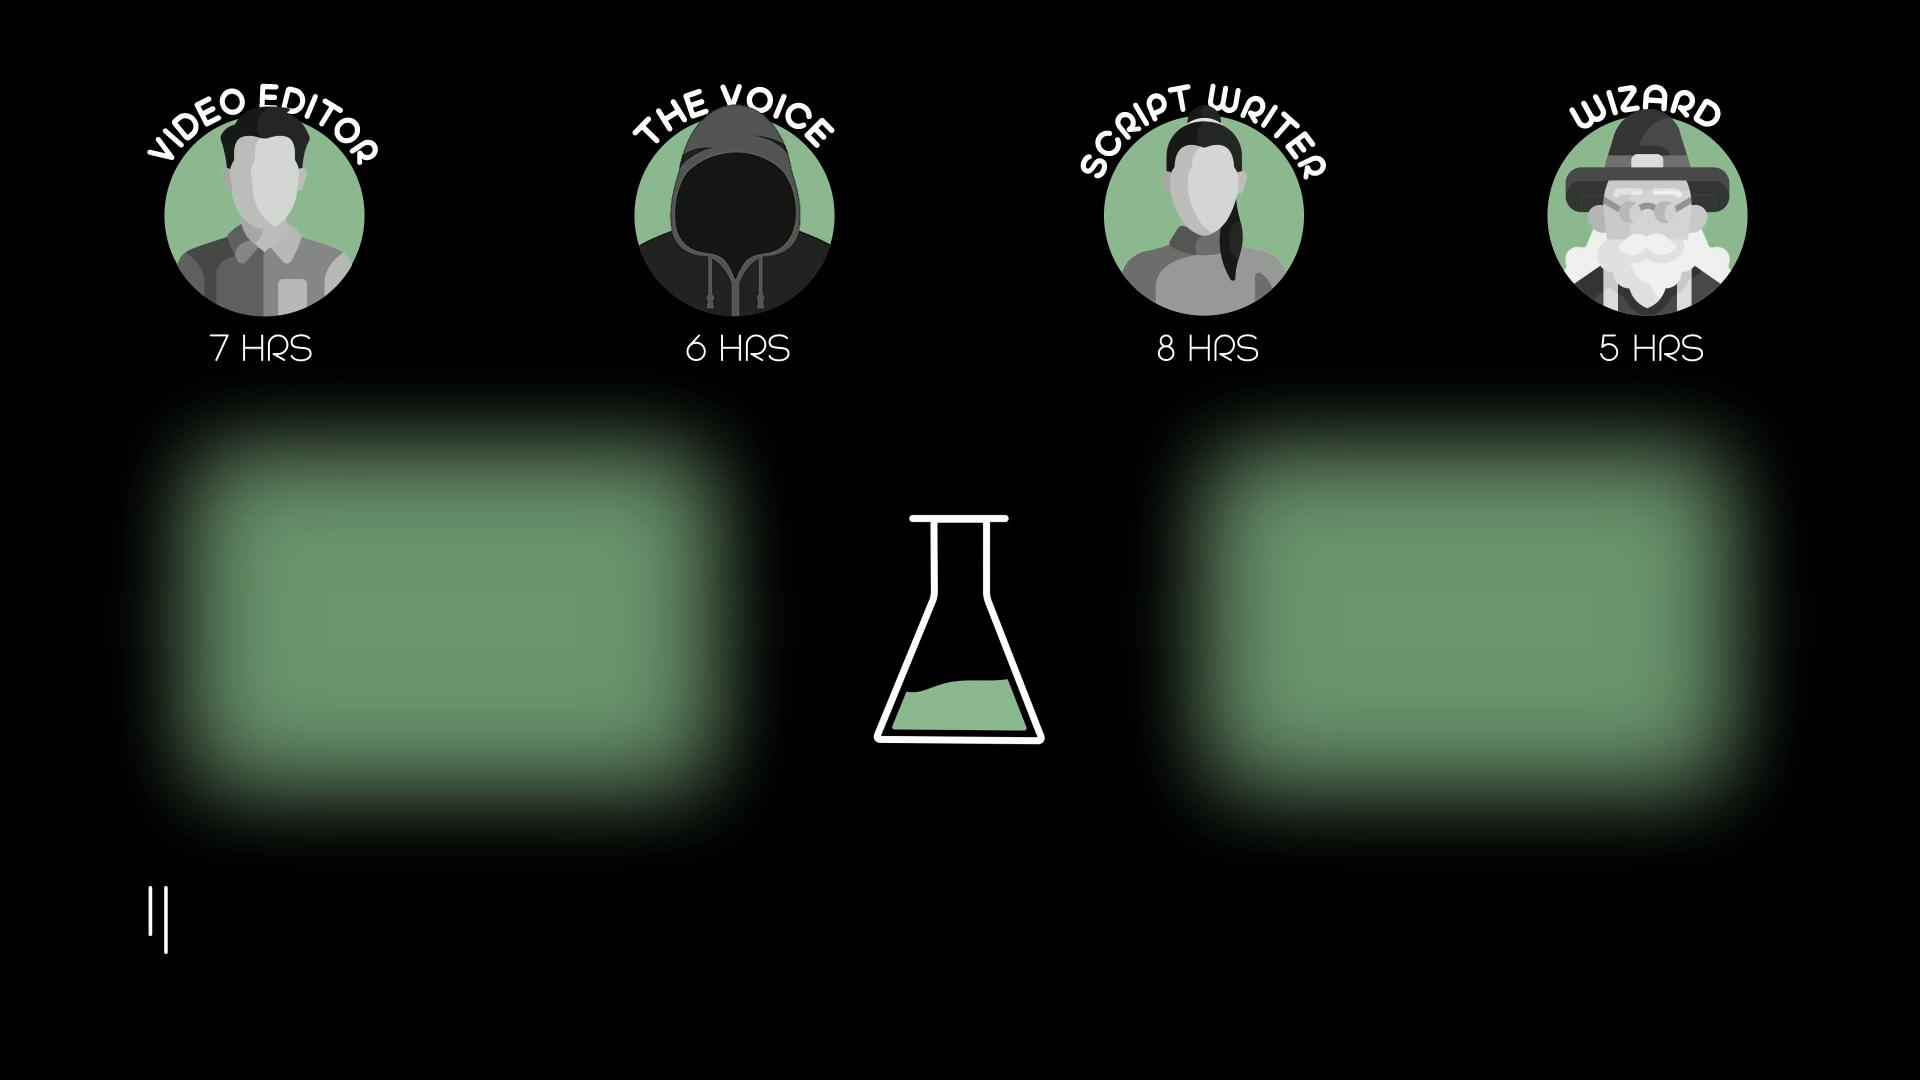 VIDEO EDITOR
THE VOICE
SCRIPT WRITER
WIZARD
7 HRS
6 HRS
8 HRS
5 HRS